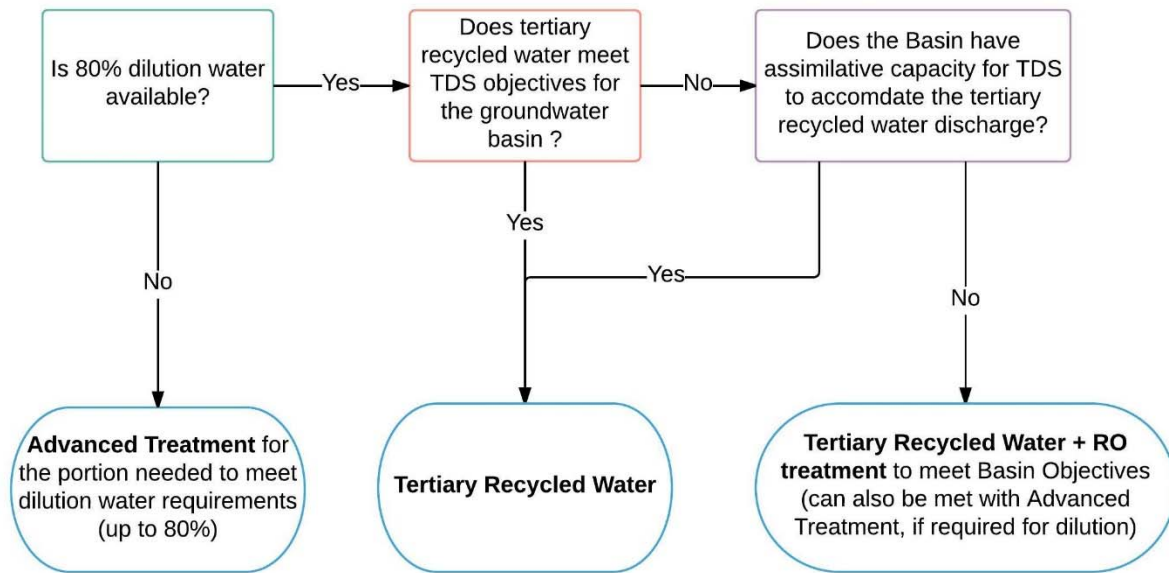 Is 80% dilution water
available?
Yes
Does tertiary
recycled water meet
TDS objectives for
the groundwater
basin ?
No
Does the Basin have
assimilative capacity for TDS
to accomdate the tertiary
recycled water discharge?
No
Yes
Yes
No
Advanced Treatment for
the portion needed to meet
dilution water requirements
(up to 80%)
Tertiary Recycled Water
Tertiary Recycled Water + RO
treatment to meet Basin Objectives
(can also be met with Advanced
Treatment, if required for dilution)